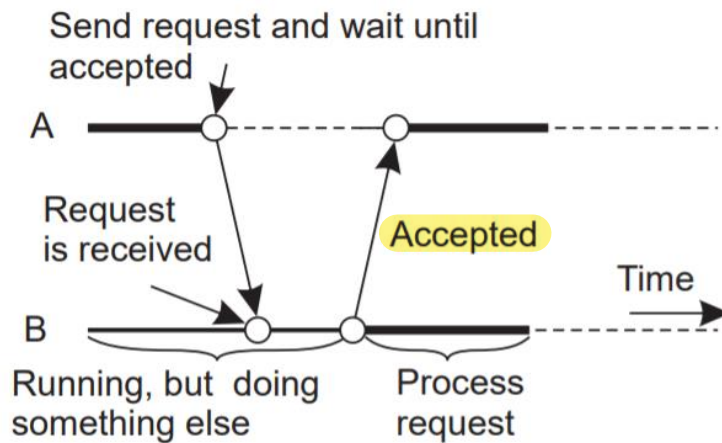 Send request and wait until
accepted
A
Request
is received
Accepted
Time
B
Running, but doing
something else
Process
request